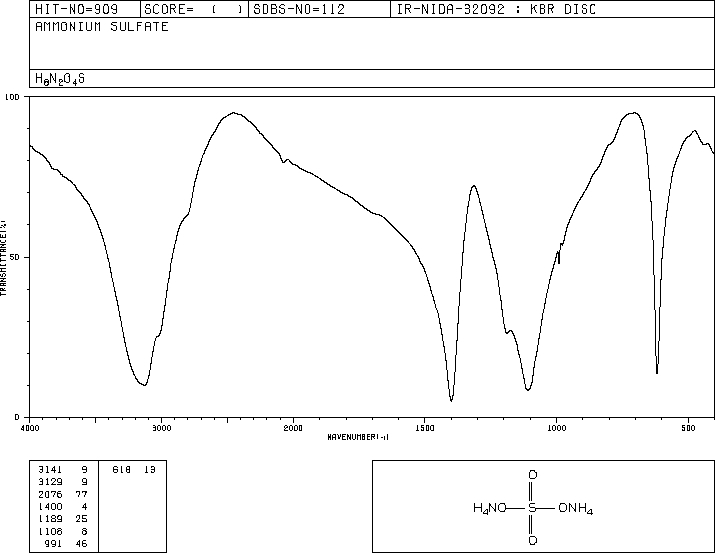 HIT-NO=909 SCORE= ( ) SDBS-NO=112 IR-NIDA-32092 : KBR DISC
AMMONIUM SULFATE
H8N2O4S
100
50
0
TRANSMITTANCE(%)
4000 3000 2000 1500 1000 500
WAVENUMBER(-1)
3141 9 618 13
3129 9
2076 77
1400 4
1189 25
1108 8
991 46
O
H4NO S ONH4
O